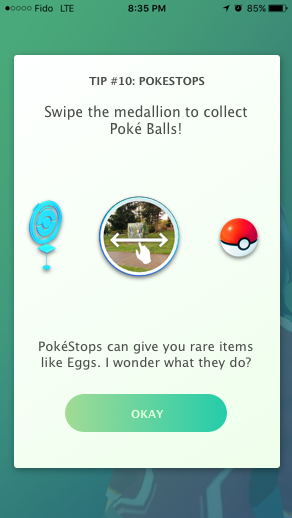 ●○○○○ Fido LTE 8:35 PM 85%
TIP #10: POKESTOPS
Swipe the medallion to collect
Poké Balls!
PokéStops can give you rare items
like Eggs. I wonder what they do?
OKAY